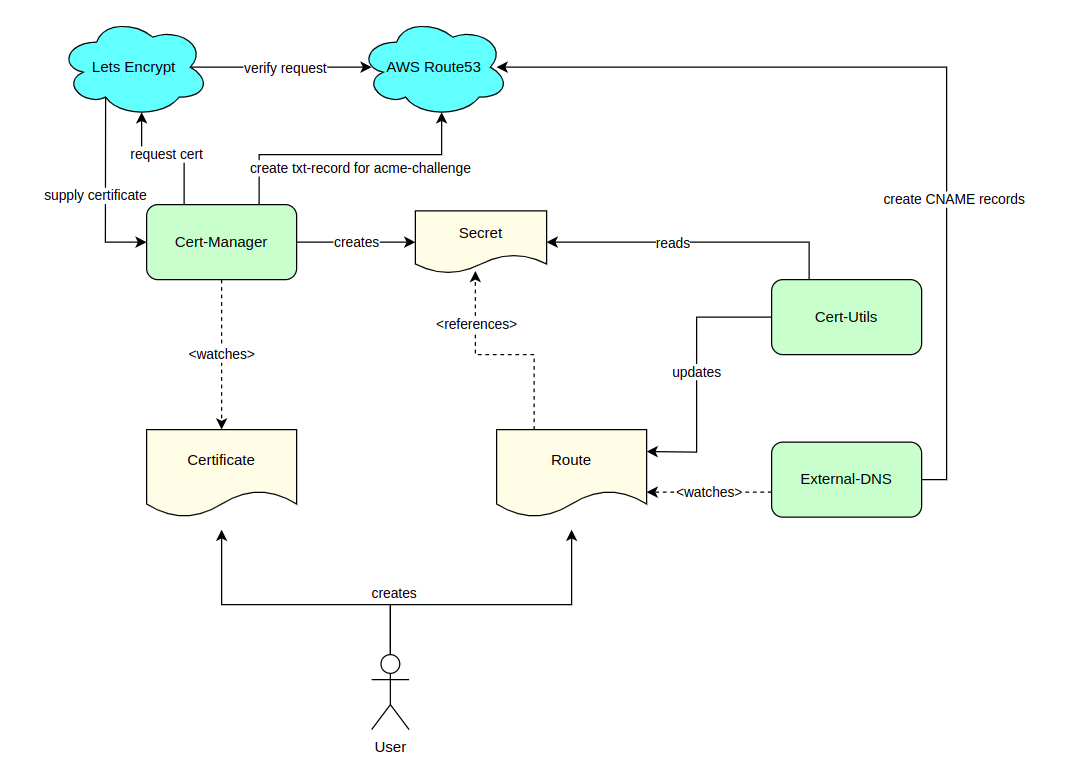 Lets Encrypt
verify request
AWS Route53
request cert
create txt-record for acme-challenge
supply certificate
create CNAME records
Cert-Manager
creates
Secret
reads
Cert-Utils
<references>
<watches>
updates
Certificate
Route
External-DNS
<watches>
creates
User